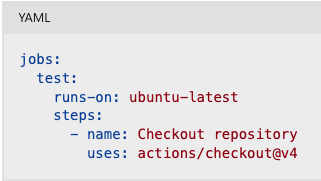 YAML
jobs:
  test:
    runs-on: ubuntu-latest
    steps:
      - name: Checkout repository
        uses: actions/checkout@v4